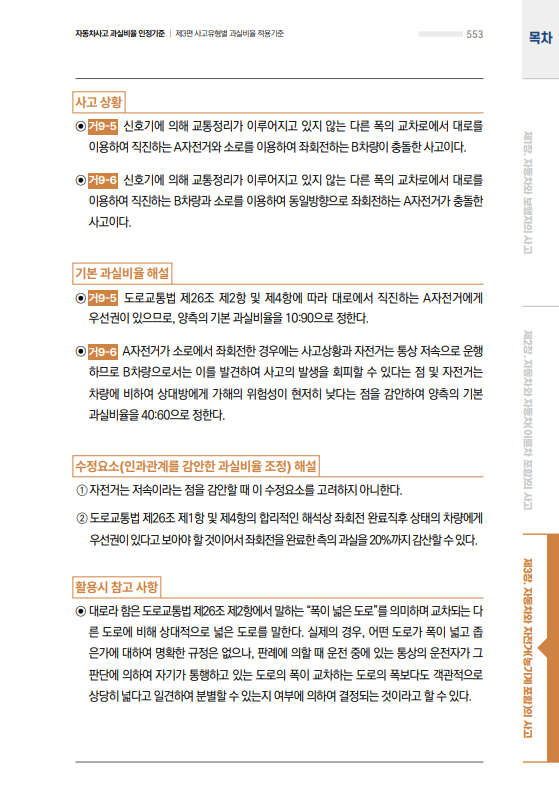 자동차사고 과실비율 인정기준 | 제3편 사고유형별 과실비율 적용기준
553
목차
사고 상황
◉ 거9-5 신호기에 의해 교통정리가 이루어지고 있지 않는 다른 폭의 교차로에서 대로를
이용하여 직진하는 A자전거와 소로를 이용하여 좌회전하는 B차량이 충돌한 사고이다.
◉ 거9-6 신호기에 의해 교통정리가 이루어지고 있지 않는 다른 폭의 교차로에서 대로를
이용하여 직진하는 B차량과 소로를 이용하여 동일방향으로 좌회전하는 A자전거가 충돌한
사고이다.
기본 과실비율 해설
◉ 거9-5 도로교통법 제26조 제2항 및 제4항에 따라 대로에서 직진하는 A자전거에게
우선권이 있으므로, 양측의 기본 과실비율을 10:90으로 정한다.
◉ 거9-6 A자전거가 소로에서 좌회전한 경우에는 사고상황과 자전거는 통상 저속으로 운행
하므로 B차량으로서는 이를 발견하여 사고의 발생을 회피할 수 있다는 점 및 자전거는
차량에 비하여 상대방에게 가해의 위험성이 현저히 낮다는 점을 감안하여 양측의 기본
과실비율을 40:60으로 정한다.
수정요소(인과관계를 감안한 과실비율 조정) 해설
① 자전거는 저속이라는 점을 감안할 때 이 수정요소를 고려하지 아니한다.
② 도로교통법 제26조 제1항 및 제4항의 합리적인 해석상 좌회전 완료직후 상태의 차량에게
우선권이 있다고 보아야 할 것이어서 좌회전을 완료한 측의 과실을 20%까지 감산할 수 있다.
활용시 참고 사항
◉ 대로라 함은 도로교통법 제26조 제2항에서 말하는 “폭이 넓은 도로”를 의미하며 교차되는 다
른 도로에 비해 상대적으로 넓은 도로를 말한다. 실제의 경우, 어떤 도로가 폭이 넓고 좁
은가에 대하여 명확한 규정은 없으나, 판례에 의할 때 운전 중에 있는 통상의 운전자가 그
판단에 의하여 자기가 통행하고 있는 도로의 폭이 교차하는 도로의 폭보다도 객관적으로
상당히 넓다고 일견하여 분별할 수 있는지 여부에 의하여 결정되는 것이라고 할 수 있다.
제1장. 자동차와 보행자의 사고
제2장. 자동차와 자동차(이륜차 포함)의 사고
제3장. 자동차와 자전거(농기계 포함)의 사고